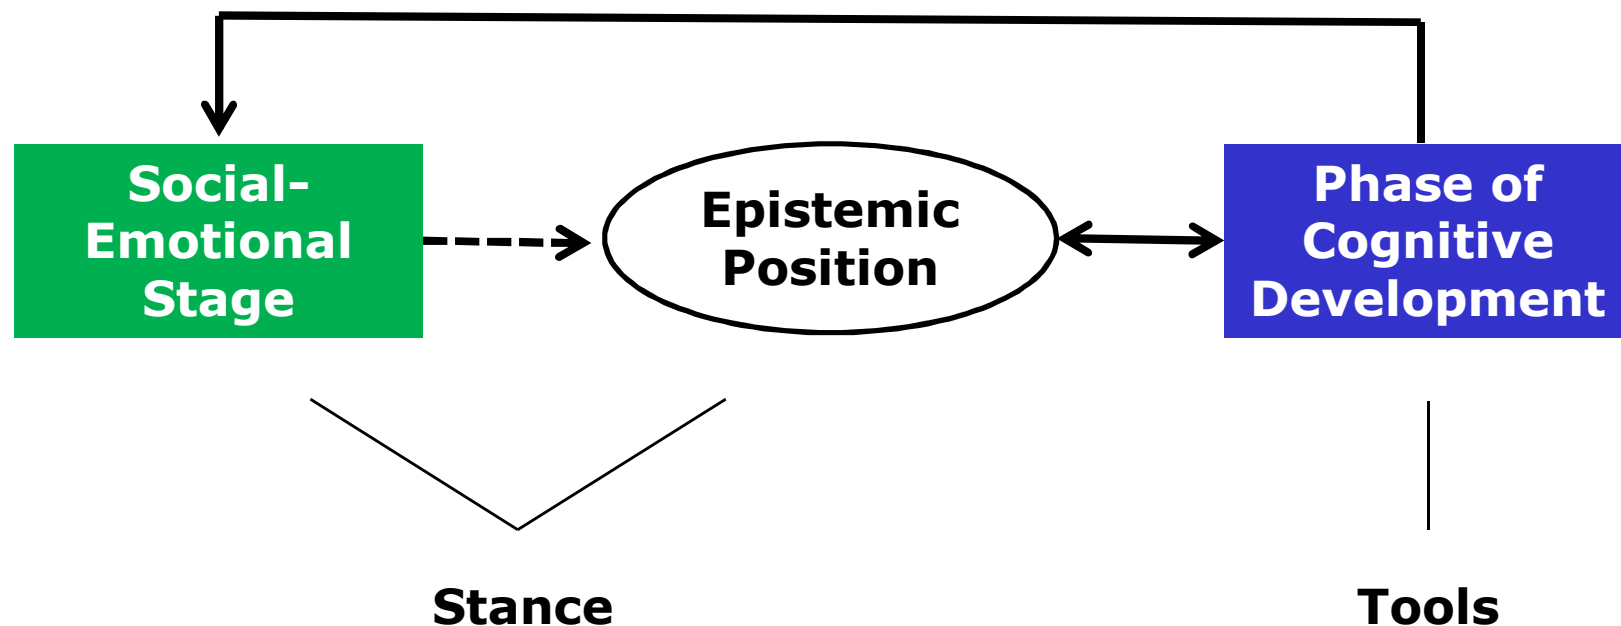 Social-
Emotional
Stage
Epistemic
Position
Phase of
Cognitive
Development
Stance
Tools